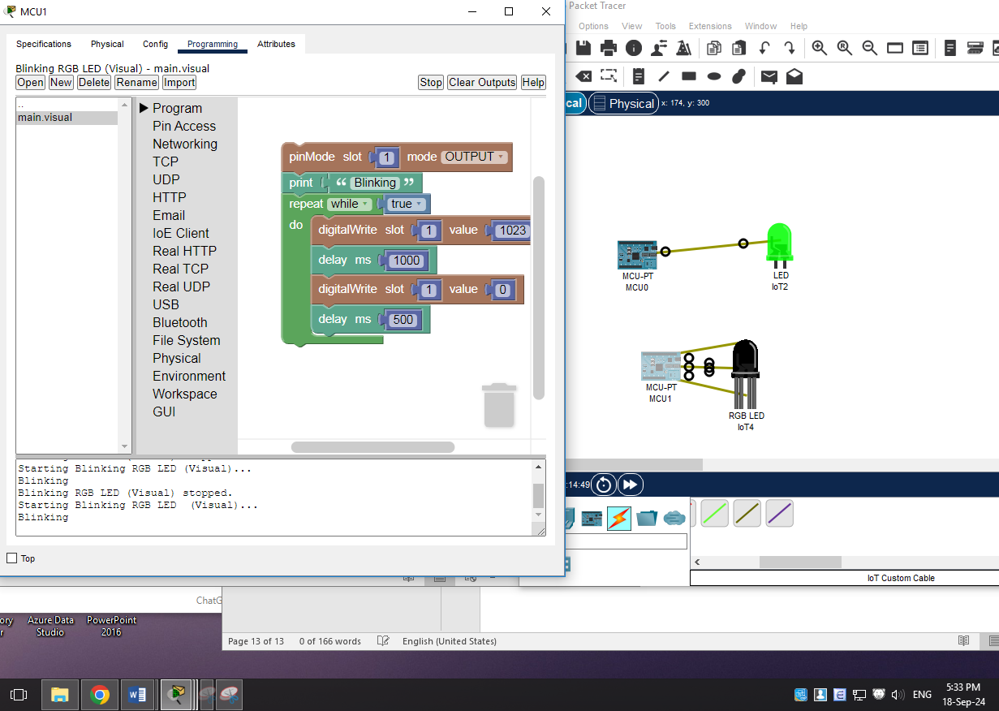 MCU1
Packet Tracer
Options View Tools Extensions Window Help
Specifications Physical Config Programming Attributes
Blinking RGB LED (Visual) - main.visual
Open New Delete Rename Import Stop Clear Outputs Help
cal Physical x: 174, y: 300
..
main.visual
Program
Pin Access
Networking
TCP
UDP
HTTP
Email
IoE Client
Real HTTP
Real TCP
Real UDP
USB
Bluetooth
File System
Physical
Environment
Workspace
GUI
pinMode slot 1 mode OUTPUT
print “ Blinking ”
repeat while true
do digitalWrite slot 1 value 1023
delay ms 1000
digitalWrite slot 1 value 0
delay ms 500
MCU-PT
MCU0
LED
IoT2
MCU-PT
MCU1
RGB LED
IoT4
Starting Blinking RGB LED (Visual)...
Blinking
Blinking RGB LED (Visual) stopped.
Starting Blinking RGB LED (Visual)...
Blinking
:14:49
Top
IoT Custom Cable
ChatG
ory
r
Azure Data
Studio
PowerPoint
2016
Page 13 of 13 0 of 166 words English (United States)
ENG
5:33 PM
18-Sep-24